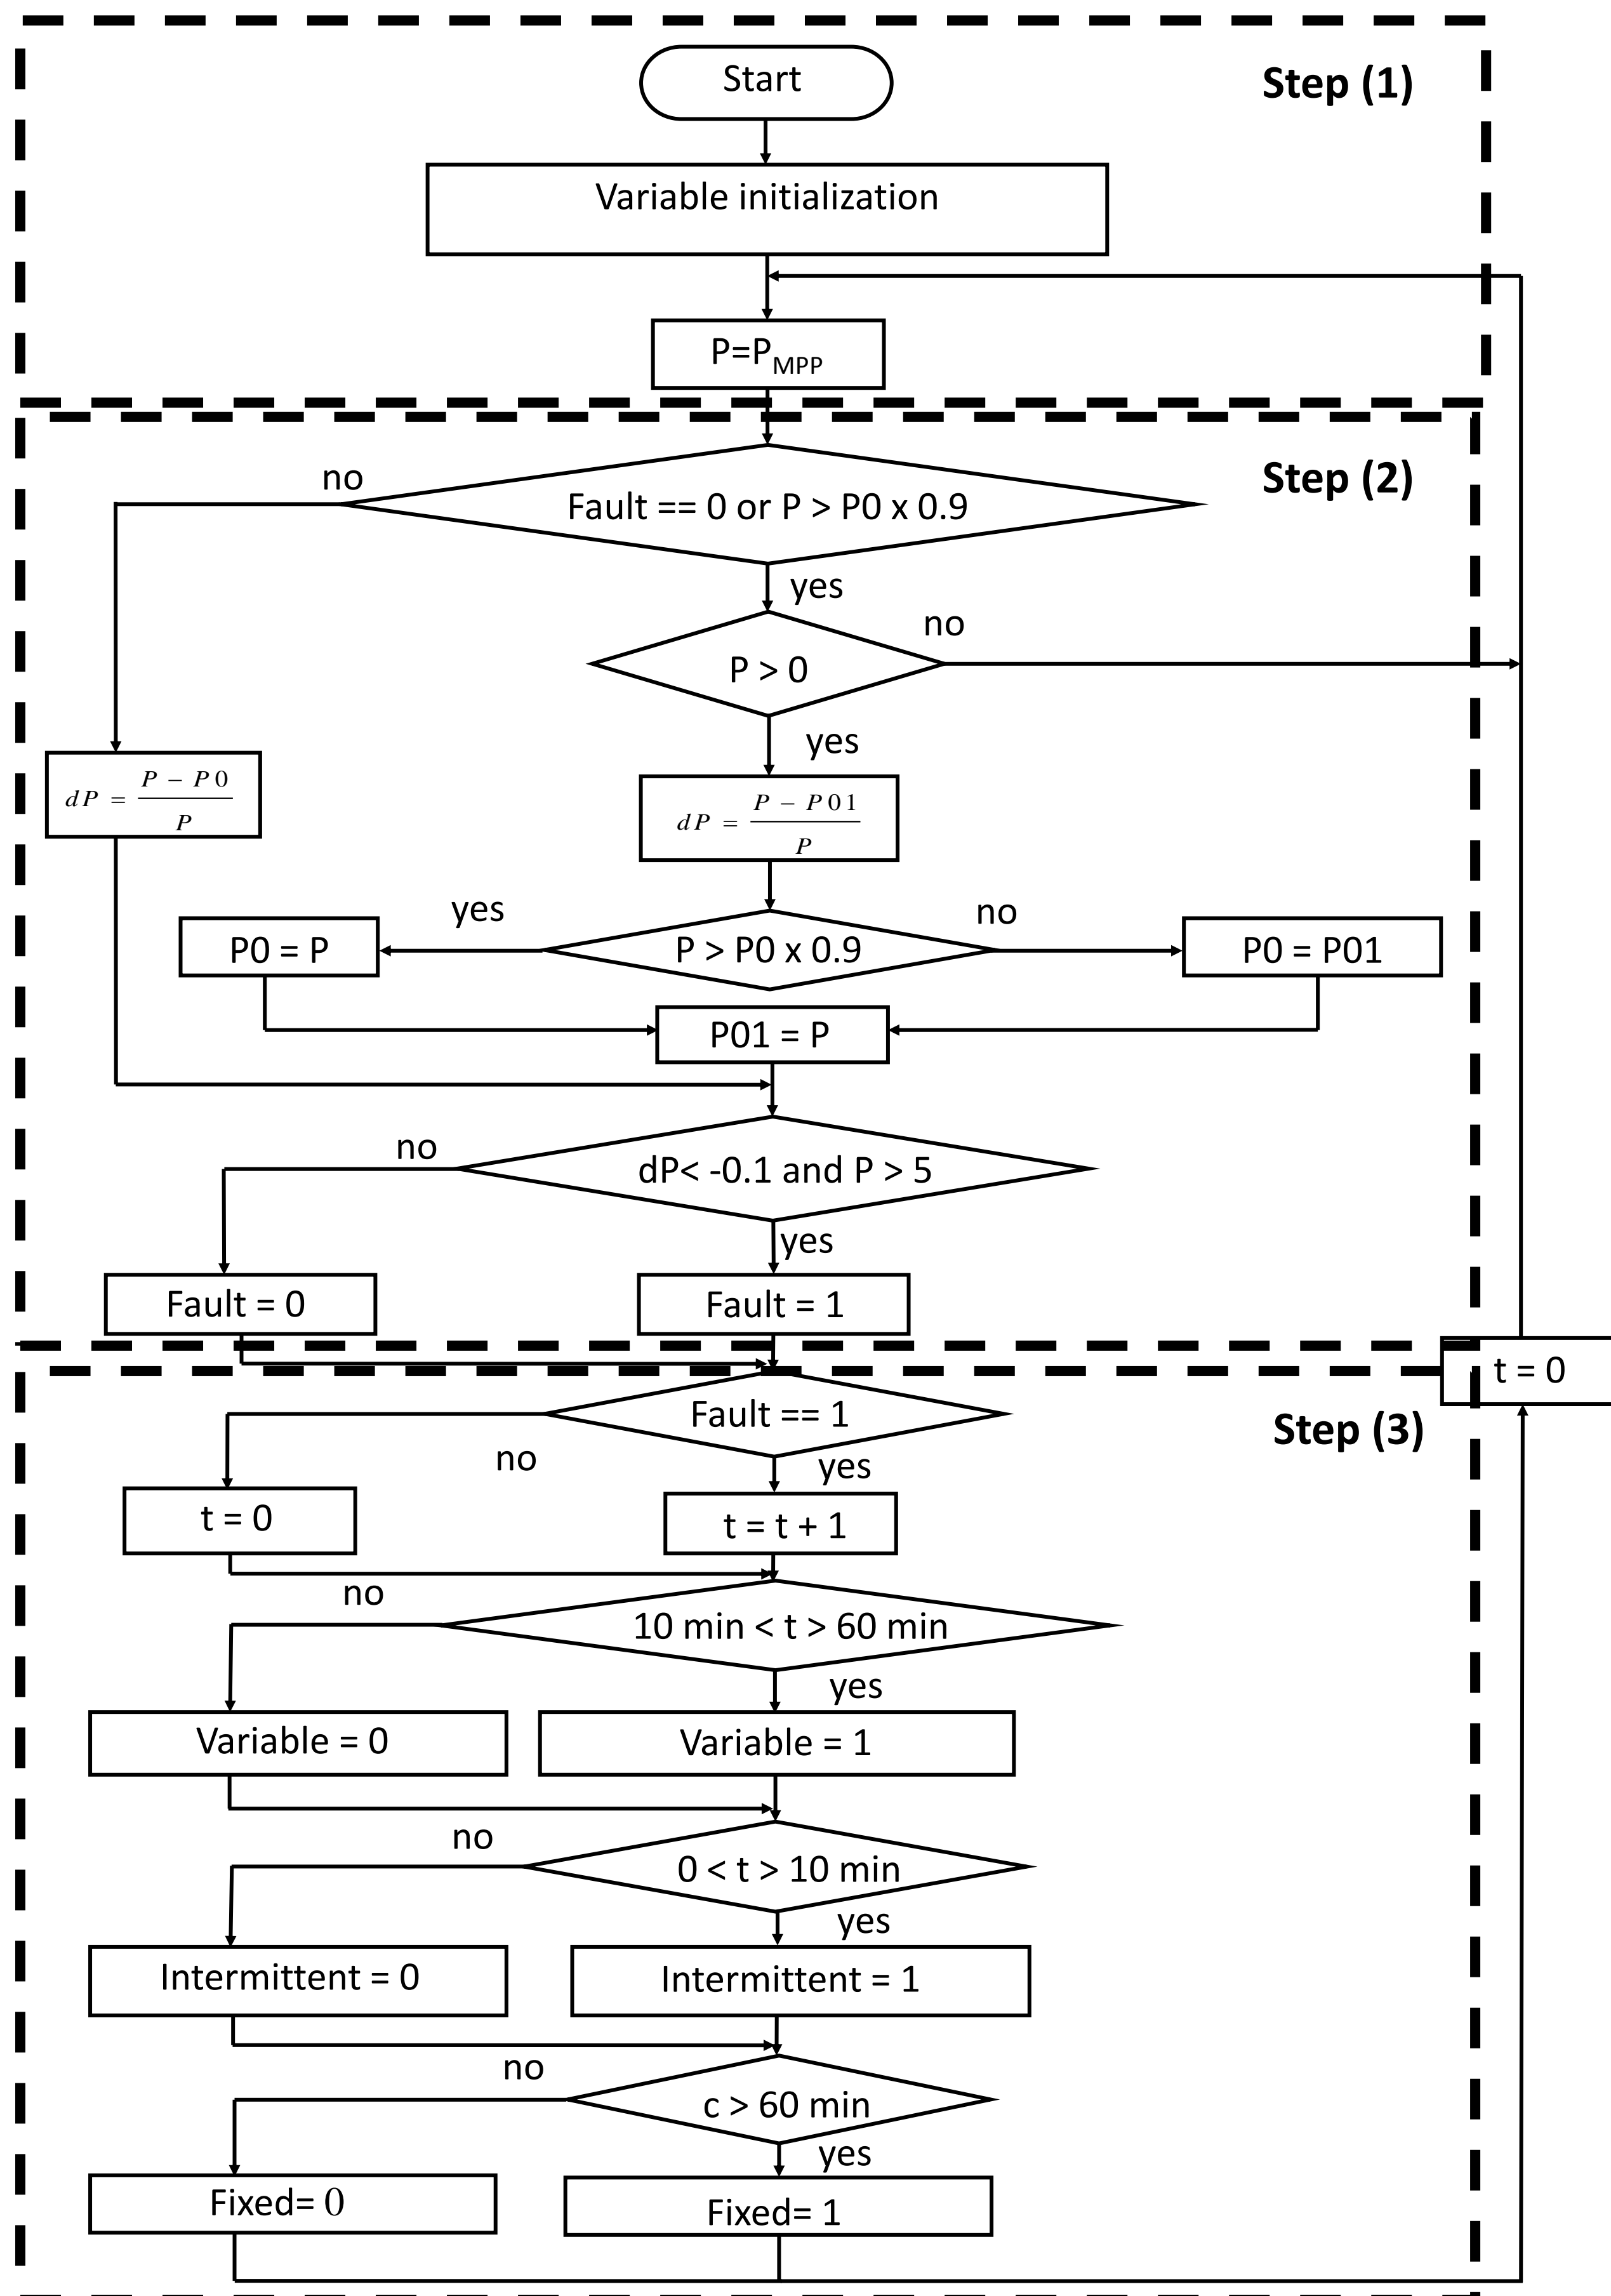 Start
Step (1)
Variable initialization
P=PMPP
Step (2)
no
Fault == 0 or P > P0 x 0.9
yes
no
P > 0
yes
dP = P – P0 / P
dP = P – P01 / P
yes
no
P0 = P
P > P0 x 0.9
P0 = P01
P01 = P
no
dP< -0.1 and P > 5
yes
Fault = 0
Fault = 1
t = 0
Fault == 1
Step (3)
no
yes
t = 0
t = t + 1
no
10 min < t > 60 min
yes
Variable = 0
Variable = 1
no
0 < t > 10 min
yes
Intermittent = 0
Intermittent = 1
no
c > 60 min
yes
Fixed= 0
Fixed= 1